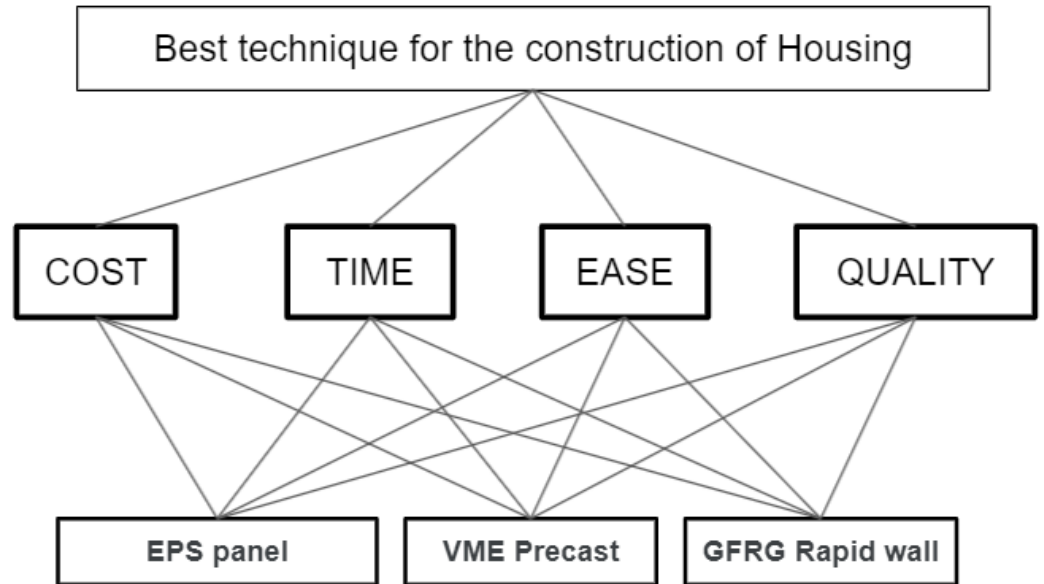 Best technique for the construction of Housing
COST
TIME
EASE
QUALITY
EPS panel
VME Precast
GFRG Rapid wall